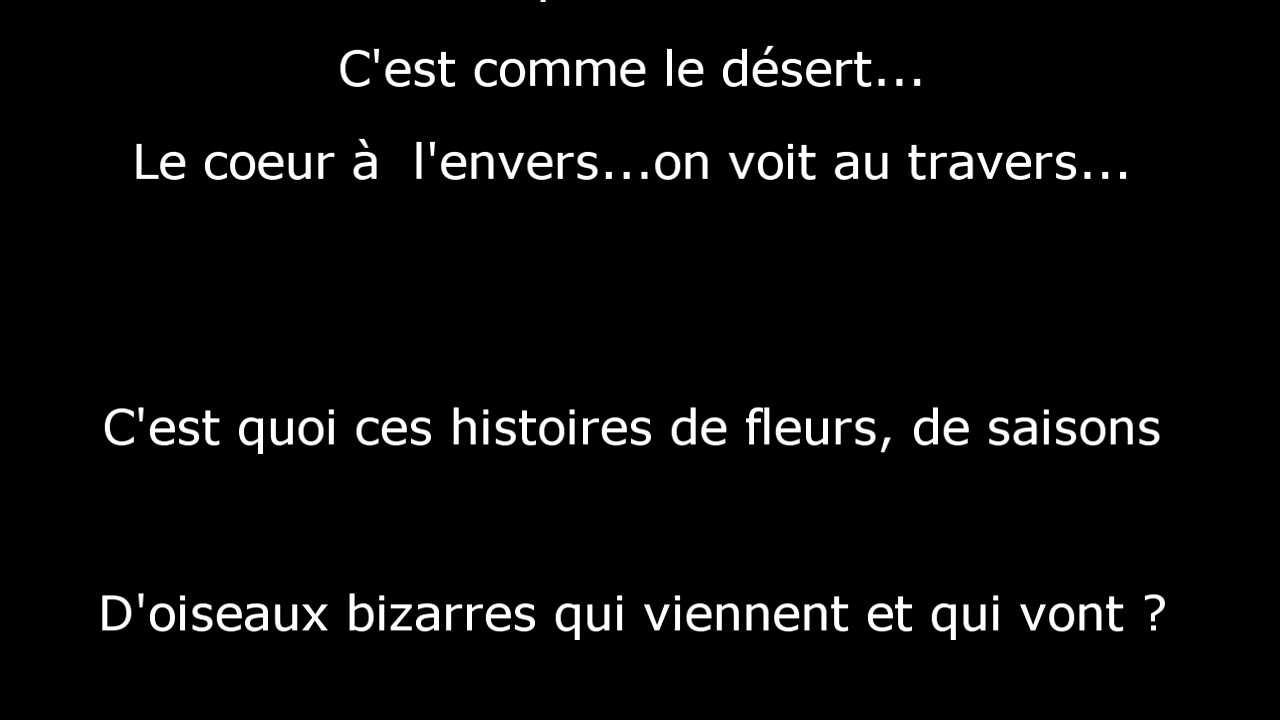 C'est comme le désert...
Le coeur à  l'envers...on voit au travers...
C'est quoi ces histoires de fleurs, de saisons
D'oiseaux bizarres qui viennent et qui vont ?